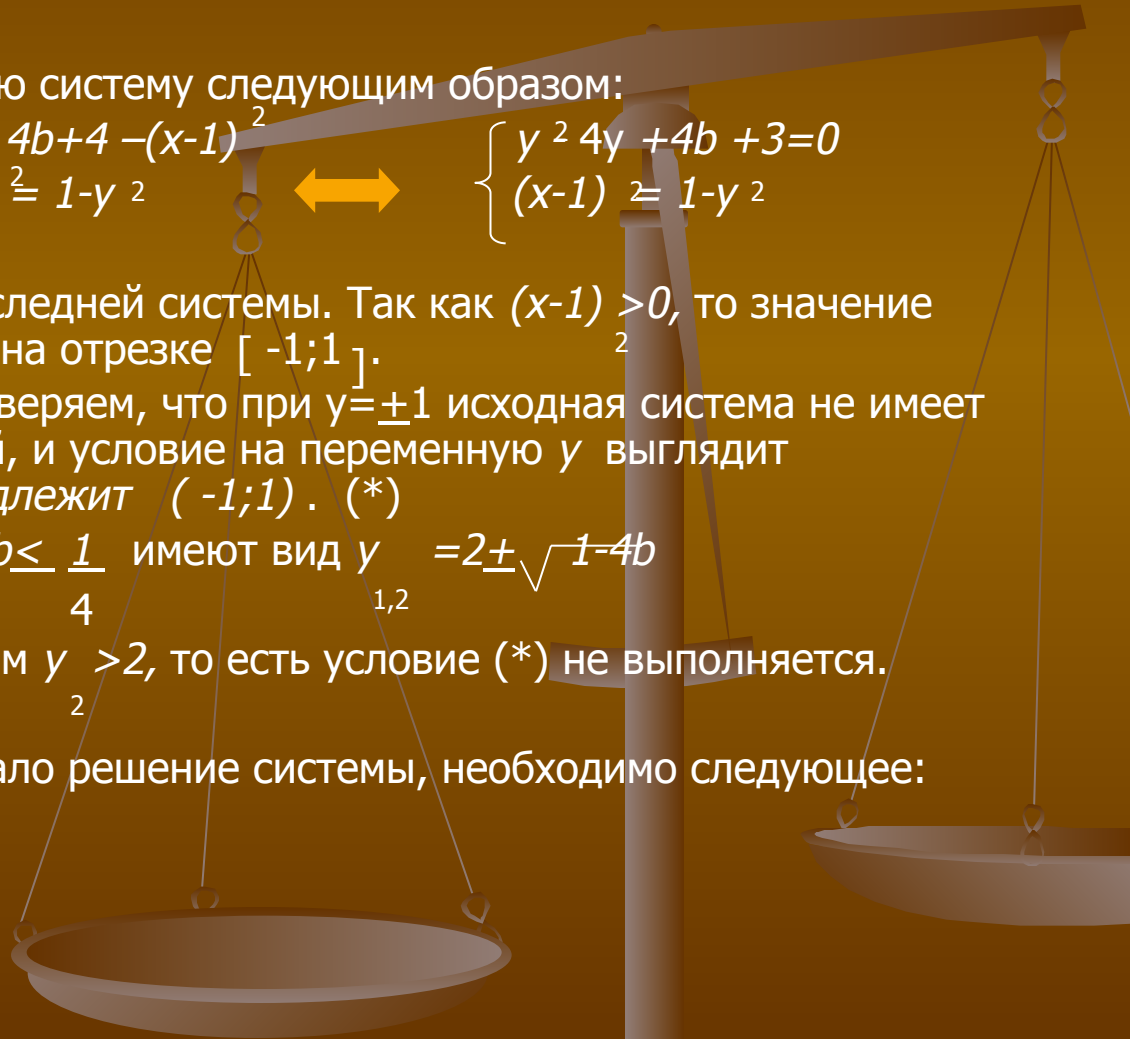 ю систему следующим образом:
4b+4 –(x-1) 2 y 2 4y +4b +3=0
2 = 1-y 2 (x-1) 2 = 1-y 2
следней системы. Так как (x-1) >0, то значение
2
на отрезке [ -1;1 ].
веряем, что при y=+1 исходная система не имеет
й, и условие на переменную y выглядит
длежит ( -1;1) . (*)
b< 1 имеют вид y =2+√ 1-4b
4 1,2
м y >2, то есть условие (*) не выполняется.
2
ало решение системы, необходимо следующее: